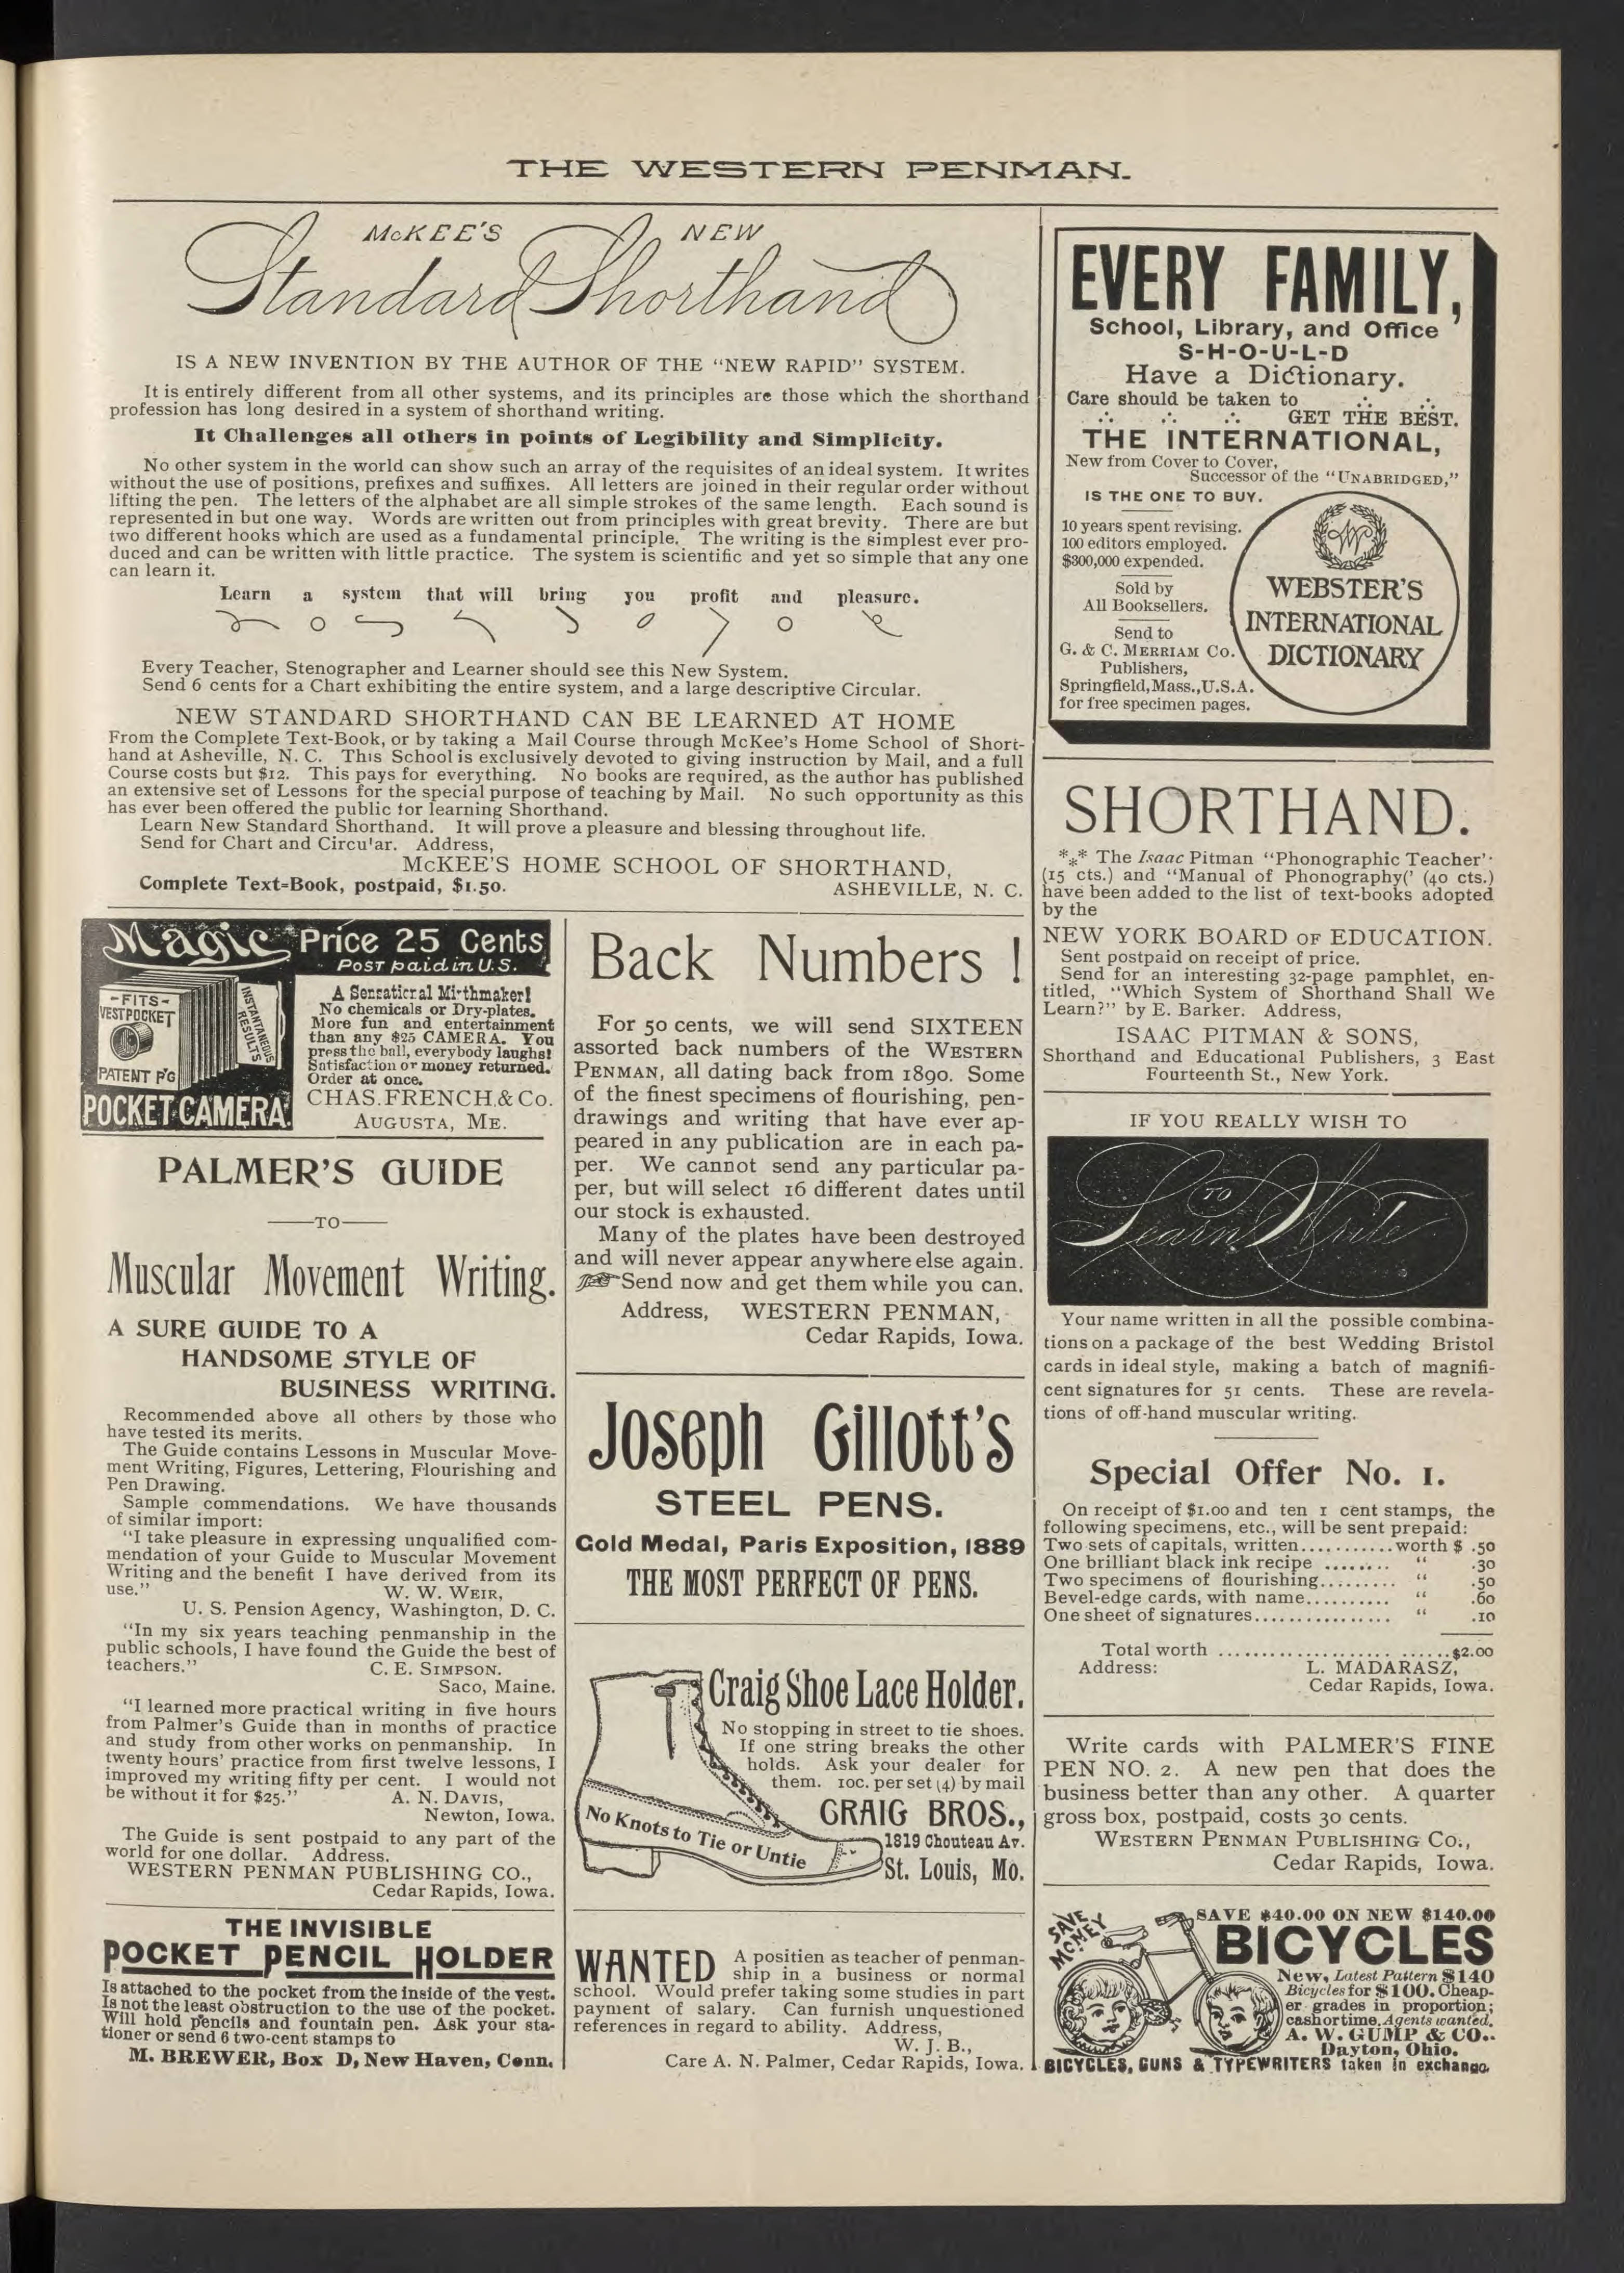 THE WESTERN PENMAN.
McKEE'S NEW
Standard Shorthand
IS A NEW INVENTION BY THE AUTHOR OF THE "NEW RAPID" SYSTEM.
It is entirely different from all other systems, and its principles are those which the shorthand
profession has long desired in a system of shorthand writing.
It Challenges all others in points of Legibility and Simplicity.
No other system in the world can show such an array of the requisites of an ideal system. It writes
without the use of positions, prefixes and suffixes. All letters are joined in their regular order without
lifting the pen. The letters of the alphabet are all simple strokes of the same length. Each sound is
represented in but one way. Words are written out from principles with great brevity. There are but
two different hooks which are used as a fundamental principle. The writing is the simplest ever pro-
duced and can be written with little practice. The system is scientific and yet so simple that any one
can learn it.
Learn a system that will bring you profit and pleasure.
Every Teacher, Stenographer and Learner should see this New System.
Send 6 cents for a Chart exhibiting the entire system, and a large descriptive Circular.
NEW STANDARD SHORTHAND CAN BE LEARNED AT HOME
From the Complete Text-Book, or by taking a Mail Course through McKee's Home School of Short-
hand at Asheville, N. C. This School is exclusively devoted to giving instruction by Mail, and a full
Course costs but $12. This pays for everything. No books are required, as the author has published
an extensive set of Lessons for the special purpose of teaching by Mail. No such opportunity as this
has ever been offered the public for learning Shorthand.
Learn New Standard Shorthand. It will prove a pleasure and blessing throughout life.
Send for Chart and Circular. Address,
McKEE'S HOME SCHOOL OF SHORTHAND,
Complete Text-Book, postpaid, $1.50. ASHEVILLE, N. C.
Magic Price 25 Cents
Post paid in U.S.
-FITS-
VEST POCKET
INSTANTANEOUS
RESULTS
PATENT P'G
POCKET CAMERA.
A Sensational Mirthmaker!
No chemicals or Dry-plates.
More fun and entertainment
than any $25 CAMERA. You
press the ball, everybody laughs!
Satisfaction or money returned.
Order at once.
CHAS. FRENCH, & Co.
AUGUSTA, ME.
PALMER'S GUIDE
—TO—
Muscular Movement Writing.
A SURE GUIDE TO A
HANDSOME STYLE OF
BUSINESS WRITING.
Recommended above all others by those who
have tested its merits.
The Guide contains Lessons in Muscular Move-
ment Writing, Figures, Lettering, Flourishing and
Pen Drawing.
Sample commendations. We have thousands
of similar import:
"I take pleasure in expressing unqualified com-
mendation of your Guide to Muscular Movement
Writing and the benefit I have derived from its
use." W. W. WEIR,
U. S. Pension Agency, Washington, D. C.
"In my six years teaching penmanship in the
public schools, I have found the Guide the best of
teachers." C. E. SIMPSON.
Saco, Maine.
"I learned more practical writing in five hours
from Palmer's Guide than in months of practice
and study from other works on penmanship. In
twenty hours' practice from first twelve lessons, I
improved my writing fifty per cent. I would not
be without it for $25." A. N. DAVIS,
Newton, Iowa.
The Guide is sent postpaid to any part of the
world for one dollar. Address.
WESTERN PENMAN PUBLISHING CO.,
Cedar Rapids, Iowa.
THE INVISIBLE
POCKET PENCIL HOLDER
Is attached to the pocket from the inside of the vest.
Is not the least obstruction to the use of the pocket.
Will hold pencils and fountain pen. Ask your sta-
tioner or send 6 two-cent stamps to
M. BREWER, Box D, New Haven, Conn.
Back Numbers !
For 50 cents, we will send SIXTEEN
assorted back numbers of the WESTERN
PENMAN, all dating back from 1890. Some
of the finest specimens of flourishing, pen-
drawings and writing that have ever ap-
peared in any publication are in each pa-
per. We cannot send any particular pa-
per, but will select 16 different dates until
our stock is exhausted.
Many of the plates have been destroyed
and will never appear anywhere else again.
Send now and get them while you can.
Address, WESTERN PENMAN,
Cedar Rapids, Iowa.
Joseph Gillott's
STEEL PENS.
Gold Medal, Paris Exposition, 1889
THE MOST PERFECT OF PENS.
Craig Shoe Lace Holder.
No stopping in street to tie shoes.
If one string breaks the other
holds. Ask your dealer for
them. 10c. per set (4) by mail
CRAIG BROS.,
1819 Chouteau Av.
St. Louis, Mo.
No Knots to Tie or Untie
WANTED A positien as teacher of penman-
ship in a business or normal
school. Would prefer taking some studies in part
payment of salary. Can furnish unquestioned
references in regard to ability. Address,
W. J. B.,
Care A. N. Palmer, Cedar Rapids, Iowa.
EVERY FAMILY,
School, Library, and Office
S-H-O-U-L-D
Have a Dictionary.
Care should be taken to ∴ ∴
∴ ∴ ∴ GET THE BEST.
THE INTERNATIONAL,
New from Cover to Cover,
Successor of the "UNABRIDGED,"
IS THE ONE TO BUY.
10 years spent revising.
100 editors employed.
$300,000 expended.
Sold by
All Booksellers.
Send to
G. & C. MERRIAM CO.
Publishers,
Springfield, Mass., U.S.A.
for free specimen pages.
WEBSTER'S
INTERNATIONAL
DICTIONARY
SHORTHAND.
*** The Isaac Pitman "Phonographic Teacher'
(15 cts.) and "Manual of Phonography(' (40 cts.)
have been added to the list of text-books adopted
by the
NEW YORK BOARD OF EDUCATION.
Sent postpaid on receipt of price.
Send for an interesting 32-page pamphlet, en-
titled, "Which System of Shorthand Shall We
Learn?" by E. Barker. Address,
ISAAC PITMAN & SONS,
Shorthand and Educational Publishers, 3 East
Fourteenth St., New York.
IF YOU REALLY WISH TO
Learn TO Write
Your name written in all the possible combina-
tions on a package of the best Wedding Bristol
cards in ideal style, making a batch of magnifi-
cent signatures for 51 cents. These are revela-
tions of off-hand muscular writing.
Special Offer No. 1.
On receipt of $1.00 and ten 1 cent stamps, the
following specimens, etc., will be sent prepaid:
Two sets of capitals, written...........worth $ .50
One brilliant black ink recipe ........ " .30
Two specimens of flourishing......... " .50
Bevel-edge cards, with name.......... " .60
One sheet of signatures................ " .10
Total worth ............................$2.00
Address: L. MADARASZ,
Cedar Rapids, Iowa.
Write cards with PALMER'S FINE
PEN NO. 2. A new pen that does the
business better than any other. A quarter
gross box, postpaid, costs 30 cents.
WESTERN PENMAN PUBLISHING CO.,
Cedar Rapids, Iowa.
SAVE MONEY
SAVE $40.00 ON NEW $140.00
BICYCLES
New, Latest Pattern $140
Bicycles for $100. Cheap-
er grades in proportion;
cash or time. Agents wanted.
A. W. GUMP & CO..
Dayton, Ohio.
BICYCLES, GUNS & TYPEWRITERS taken in exchange.